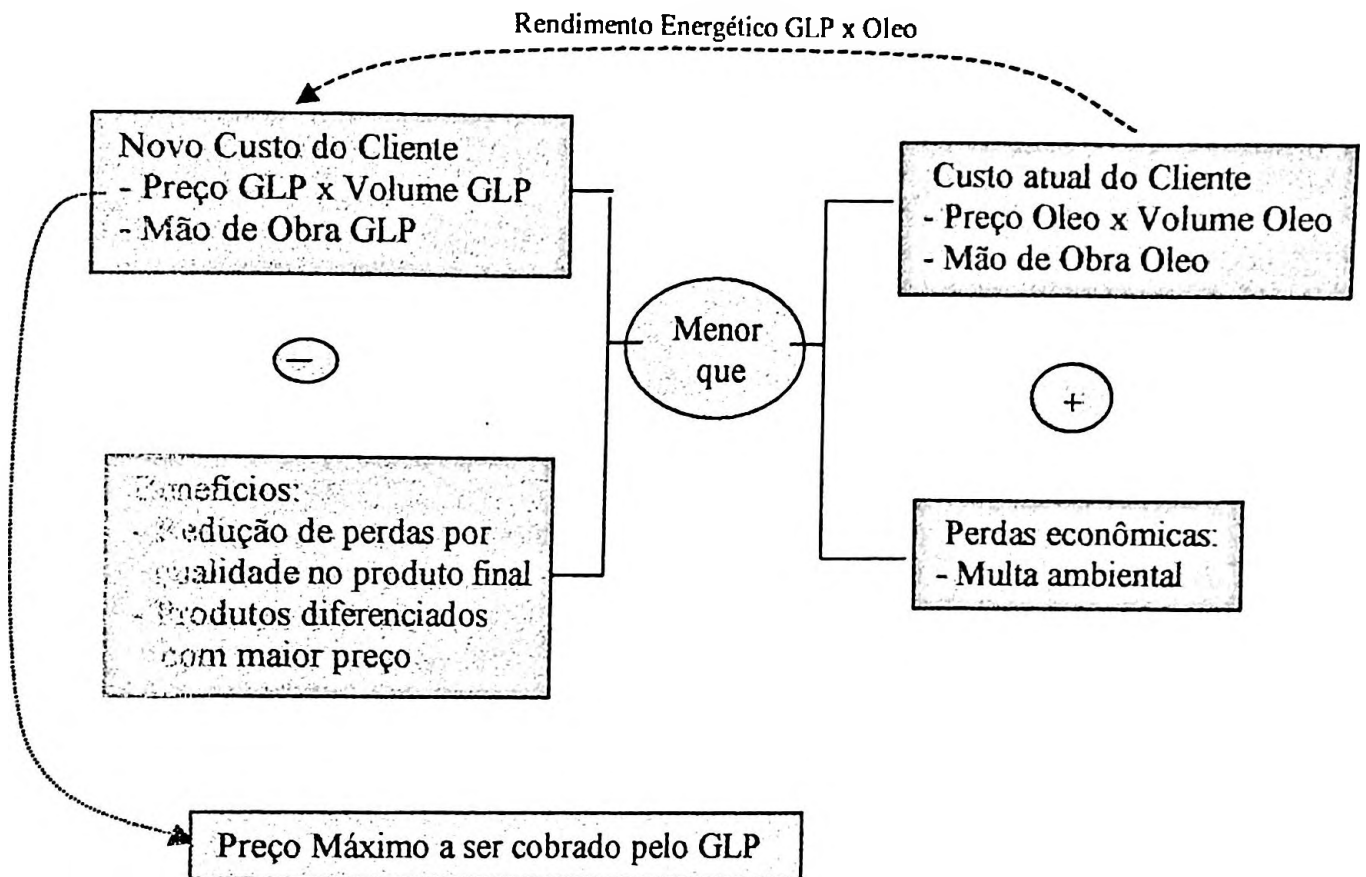 Rendimento Energético GLP x Oleo
Novo Custo do Cliente
- Preço GLP x Volume GLP
- Mão de Obra GLP
Custo atual do Cliente
- Preço Oleo x Volume Oleo
- Mão de Obra Oleo
Menor
que
−
+
Benefícios:
- Redução de perdas por
qualidade no produto final
- Produtos diferenciados
com maior preço
Perdas econômicas:
- Multa ambiental
Preço Máximo a ser cobrado pelo GLP